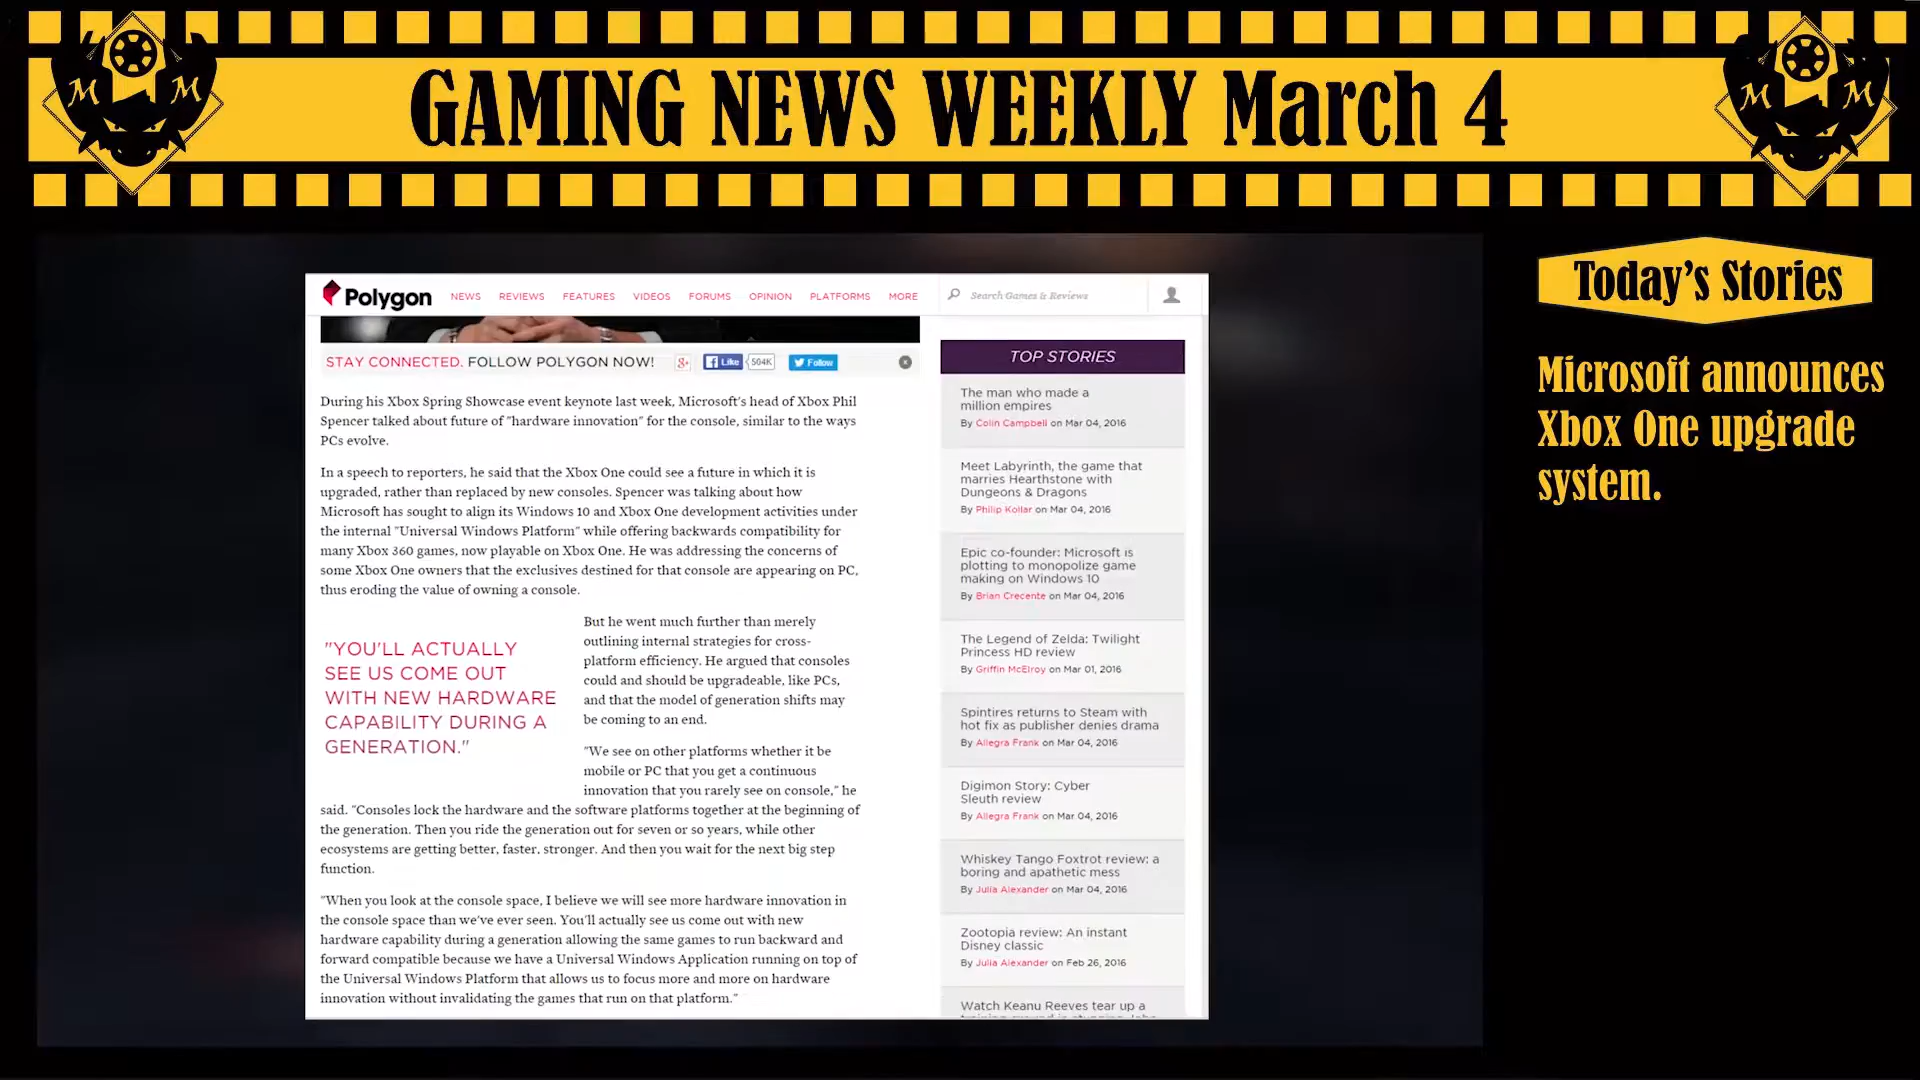 GAMING NEWS WEEKLY March 4
M M
M M
Today's Stories
Microsoft announces
Xbox One upgrade
system.
Polygon
NEWS REVIEWS FEATURES VIDEOS FORUMS OPINION PLATFORMS MORE
Search Games & Reviews
STAY CONNECTED. FOLLOW POLYGON NOW!
8+ Like 504K Follow
During his Xbox Spring Showcase event keynote last week, Microsoft's head of Xbox Phil
Spencer talked about future of "hardware innovation" for the console, similar to the ways
PCs evolve.
In a speech to reporters, he said that the Xbox One could see a future in which it is
upgraded, rather than replaced by new consoles. Spencer was talking about how
Microsoft has sought to align its Windows 10 and Xbox One development activities under
the internal "Universal Windows Platform" while offering backwards compatibility for
many Xbox 360 games, now playable on Xbox One. He was addressing the concerns of
some Xbox One owners that the exclusives destined for that console are appearing on PC,
thus eroding the value of owning a console.
"YOU'LL ACTUALLY
SEE US COME OUT
WITH NEW HARDWARE
CAPABILITY DURING A
GENERATION."
But he went much further than merely
outlining internal strategies for cross-
platform efficiency. He argued that consoles
could and should be upgradeable, like PCs,
and that the model of generation shifts may
be coming to an end.
"We see on other platforms whether it be
mobile or PC that you get a continuous
innovation that you rarely see on console," he
said. "Consoles lock the hardware and the software platforms together at the beginning of
the generation. Then you ride the generation out for seven or so years, while other
ecosystems are getting better, faster, stronger. And then you wait for the next big step
function.
"When you look at the console space, I believe we will see more hardware innovation in
the console space than we've ever seen. You'll actually see us come out with new
hardware capability during a generation allowing the same games to run backward and
forward compatible because we have a Universal Windows Application running on top of
the Universal Windows Platform that allows us to focus more and more on hardware
innovation without invalidating the games that run on that platform."
TOP STORIES
The man who made a
million empires
By Colin Campbell on Mar 04, 2016
Meet Labyrinth, the game that
marries Hearthstone with
Dungeons & Dragons
By Philip Kollar on Mar 04, 2016
Epic co-founder: Microsoft is
plotting to monopolize game
making on Windows 10
By Brian Crecente on Mar 04, 2016
The Legend of Zelda: Twilight
Princess HD review
By Griffin McElroy on Mar 01, 2016
Spintires returns to Steam with
hot fix as publisher denies drama
By Allegra Frank on Mar 04, 2016
Digimon Story: Cyber
Sleuth review
By Allegra Frank on Mar 04, 2016
Whiskey Tango Foxtrot review: a
boring and apathetic mess
By Julia Alexander on Mar 04, 2016
Zootopia review: An instant
Disney classic
By Julia Alexander on Feb 26, 2016
Watch Keanu Reeves tear up a